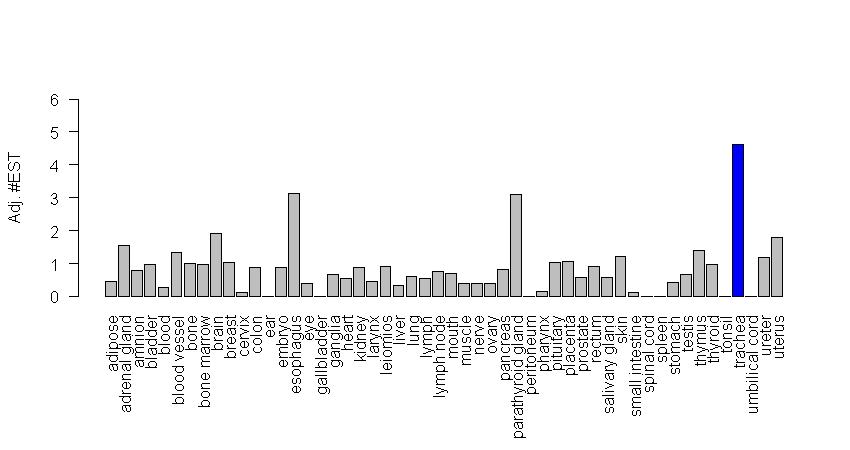 Adj. #EST
6
5
4
3
2
1
0
adipose
adrenal gland
amnion
bladder
blood
blood vessel
bone
bone marrow
brain
breast
cervix
colon
ear
embryo
esophagus
eye
gallbladder
ganglia
heart
kidney
larynx
leiomios
liver
lung
lymph
lymph node
mouth
muscle
nerve
ovary
pancreas
parathyroid gland
peritoneum
pharynx
pituitary
placenta
prostate
rectum
salivary gland
skin
small intestine
spinal cord
spleen
stomach
testis
thymus
thyroid
tonsil
trachea
umbilical cord
ureter
uterus